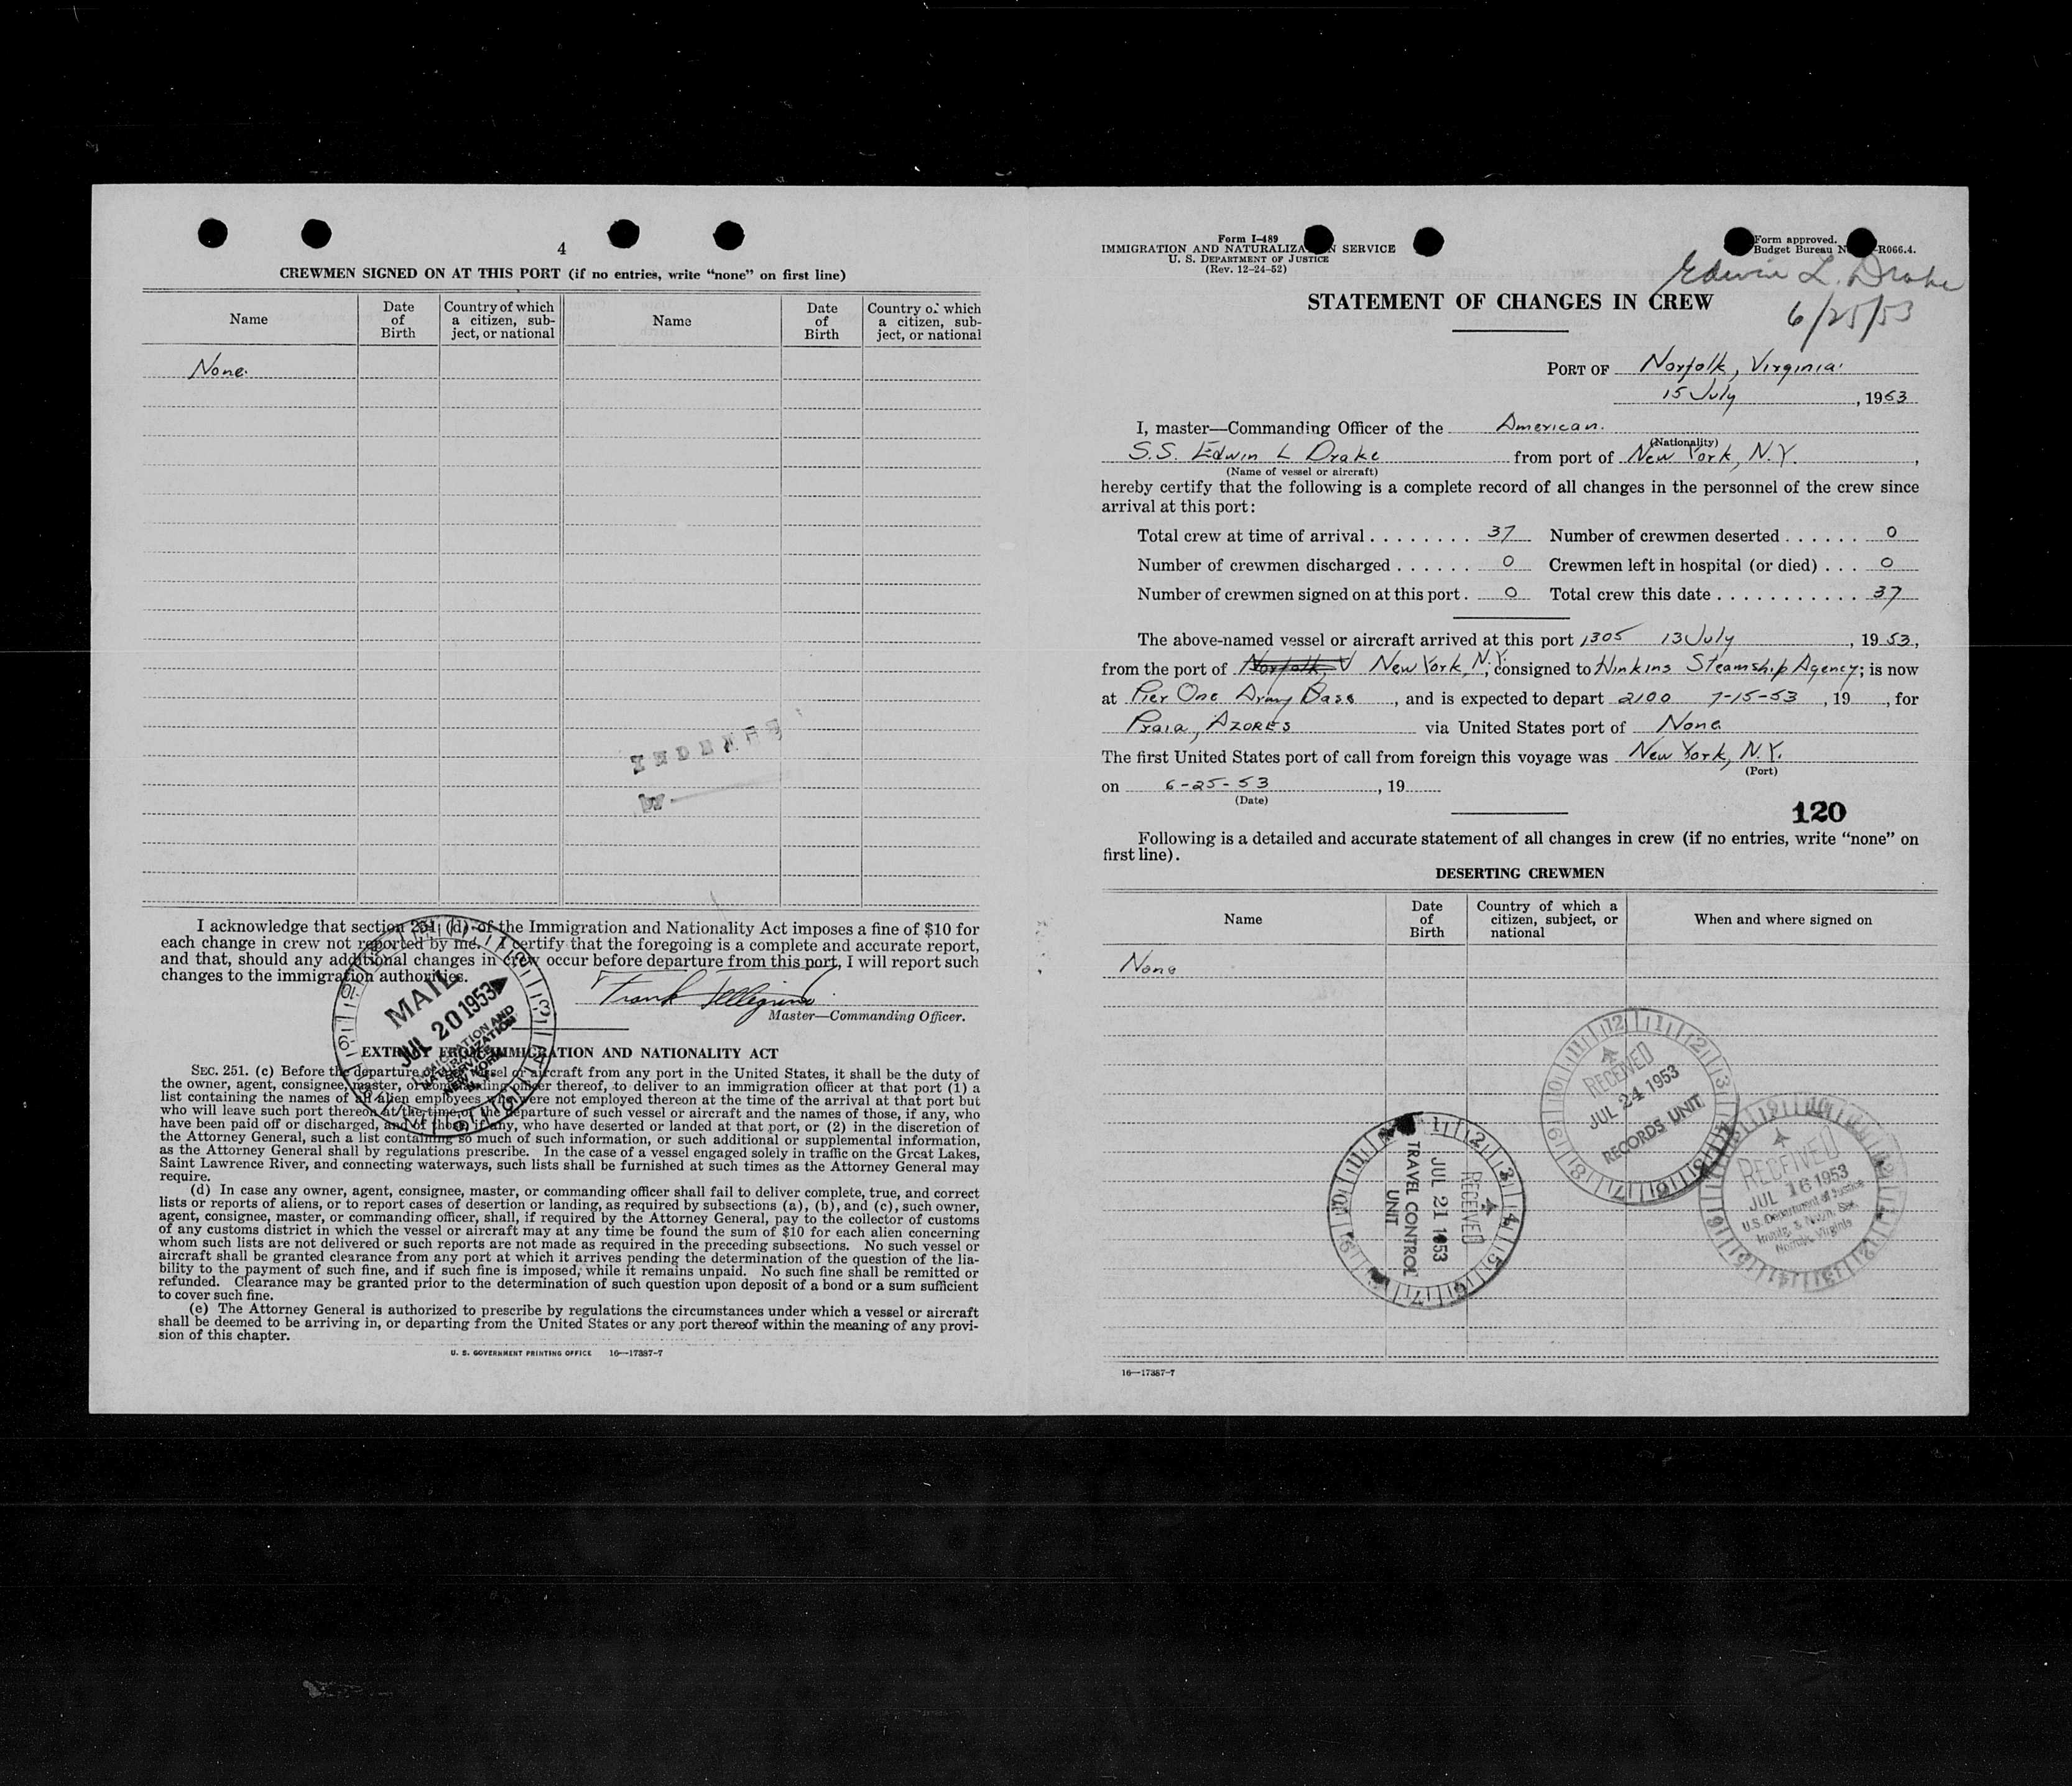 4
CREWMEN SIGNED ON AT THIS PORT (if no entries, write "none" on first line)
Name
Date of Birth
Country of which a citizen, subject, or national
Name
Date of Birth
Country of which a citizen, subject, or national
None.
INDEXED
by
I acknowledge that section 251 (d) of the Immigration and Nationality Act imposes a fine of $10 for
each change in crew not reported by me. I certify that the foregoing is a complete and accurate report,
and that, should any additional changes in crew occur before departure from this port, I will report such
changes to the immigration authorities.
Frank Pellegrini
Master—Commanding Officer.
MAIL
JUL 20 1953
IMMIGRATION AND
NATURALIZATION
SERVICE
NEW YORK
EXTRACT FROM IMMIGRATION AND NATIONALITY ACT
SEC. 251. (c) Before the departure of any vessel or aircraft from any port in the United States, it shall be the duty of
the owner, agent, consignee, master, or commanding officer thereof, to deliver to an immigration officer at that port (1) a
list containing the names of all alien employees who were not employed thereon at the time of the arrival at that port but
who will leave such port thereon at the time of the departure of such vessel or aircraft and the names of those, if any, who
have been paid off or discharged, and of those, if any, who have deserted or landed at that port, or (2) in the discretion of
the Attorney General, such a list containing so much of such information, or such additional or supplemental information,
as the Attorney General shall by regulations prescribe. In the case of a vessel engaged solely in traffic on the Great Lakes,
Saint Lawrence River, and connecting waterways, such lists shall be furnished at such times as the Attorney General may
require.
(d) In case any owner, agent, consignee, master, or commanding officer shall fail to deliver complete, true, and correct
lists or reports of aliens, or to report cases of desertion or landing, as required by subsections (a), (b), and (c), such owner,
agent, consignee, master, or commanding officer, shall, if required by the Attorney General, pay to the collector of customs
of any customs district in which the vessel or aircraft may at any time be found the sum of $10 for each alien concerning
whom such lists are not delivered or such reports are not made as required in the preceding subsections. No such vessel or
aircraft shall be granted clearance from any port at which it arrives pending the determination of the question of the lia-
bility to the payment of such fine, and if such fine is imposed, while it remains unpaid. No such fine shall be remitted or
refunded. Clearance may be granted prior to the determination of such question upon deposit of a bond or a sum sufficient
to cover such fine.
(e) The Attorney General is authorized to prescribe by regulations the circumstances under which a vessel or aircraft
shall be deemed to be arriving in, or departing from the United States or any port thereof within the meaning of any provi-
sion of this chapter.
U. S. GOVERNMENT PRINTING OFFICE 16—17387-7
Form I-489
IMMIGRATION AND NATURALIZATION SERVICE
U. S. DEPARTMENT OF JUSTICE
(Rev. 12-24-52)
Form approved.
Budget Bureau N -R066.4.
Edwin L. Drake
6/25/53
STATEMENT OF CHANGES IN CREW
PORT OF Norfolk, Virginia
15 July , 1953
I, master—Commanding Officer of the American.
(Nationality)
S.S. Edwin L Drake from port of New York, N.Y. ,
(Name of vessel or aircraft)
hereby certify that the following is a complete record of all changes in the personnel of the crew since
arrival at this port:
Total crew at time of arrival . . . . . . . . 37 Number of crewmen deserted . . . . . . 0
Number of crewmen discharged . . . . . . 0 Crewmen left in hospital (or died) . . . 0
Number of crewmen signed on at this port . 0 Total crew this date . . . . . . . . . . . . 37
The above-named vessel or aircraft arrived at this port 1305 13 July , 1953,
from the port of Norfolk V New York, N.Y., consigned to Hinkins Steamship Agency; is now
at Pier One Army Base , and is expected to depart 2100 7-15-53 , 19 , for
Praia, AZORES via United States port of None
The first United States port of call from foreign this voyage was New York, N.Y.
(Port)
on 6-25-53 , 19
(Date)
120
Following is a detailed and accurate statement of all changes in crew (if no entries, write "none" on
first line).
DESERTING CREWMEN
Name
Date of Birth
Country of which a citizen, subject, or national
When and where signed on
None
RECEIVED
JUL 24 1953
RECORDS UNIT
RECEIVED
JUL 21 1953
TRAVEL CONTROL
UNIT
RECEIVED
JUL 16 1953
U.S. Department of Justice
Immig. & Natzn. Ser.
Norfolk, Virginia
16—17387-7